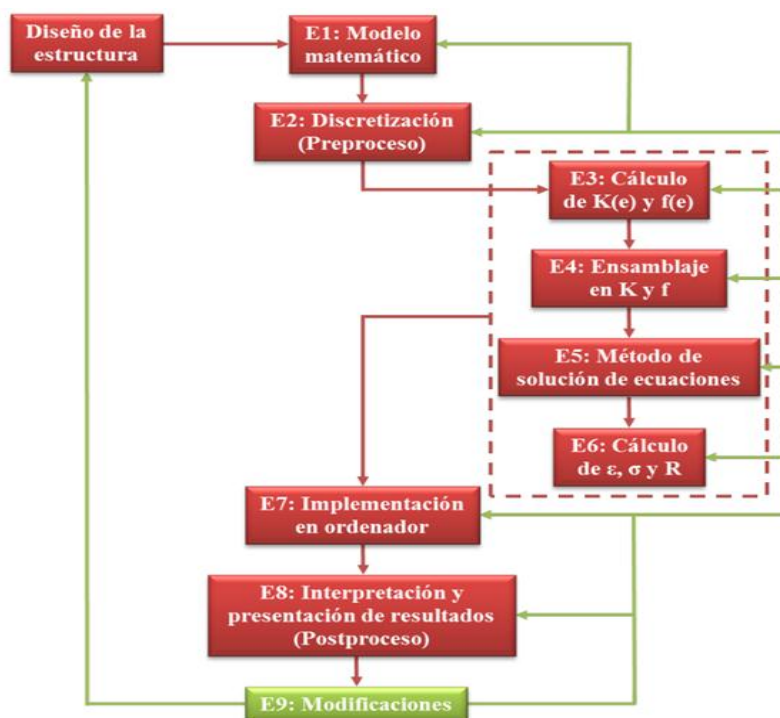 Diseño de la
estructura
E1: Modelo
matemático
E2: Discretización
(Preproceso)
E3: Cálculo
de K(e) y f(e)
E4: Ensamblaje
en K y f
E5: Método de
solución de ecuaciones
E6: Cálculo
de ε, σ y R
E7: Implementación
en ordenador
E8: Interpretación y
presentación de resultados
(Postproceso)
E9: Modificaciones